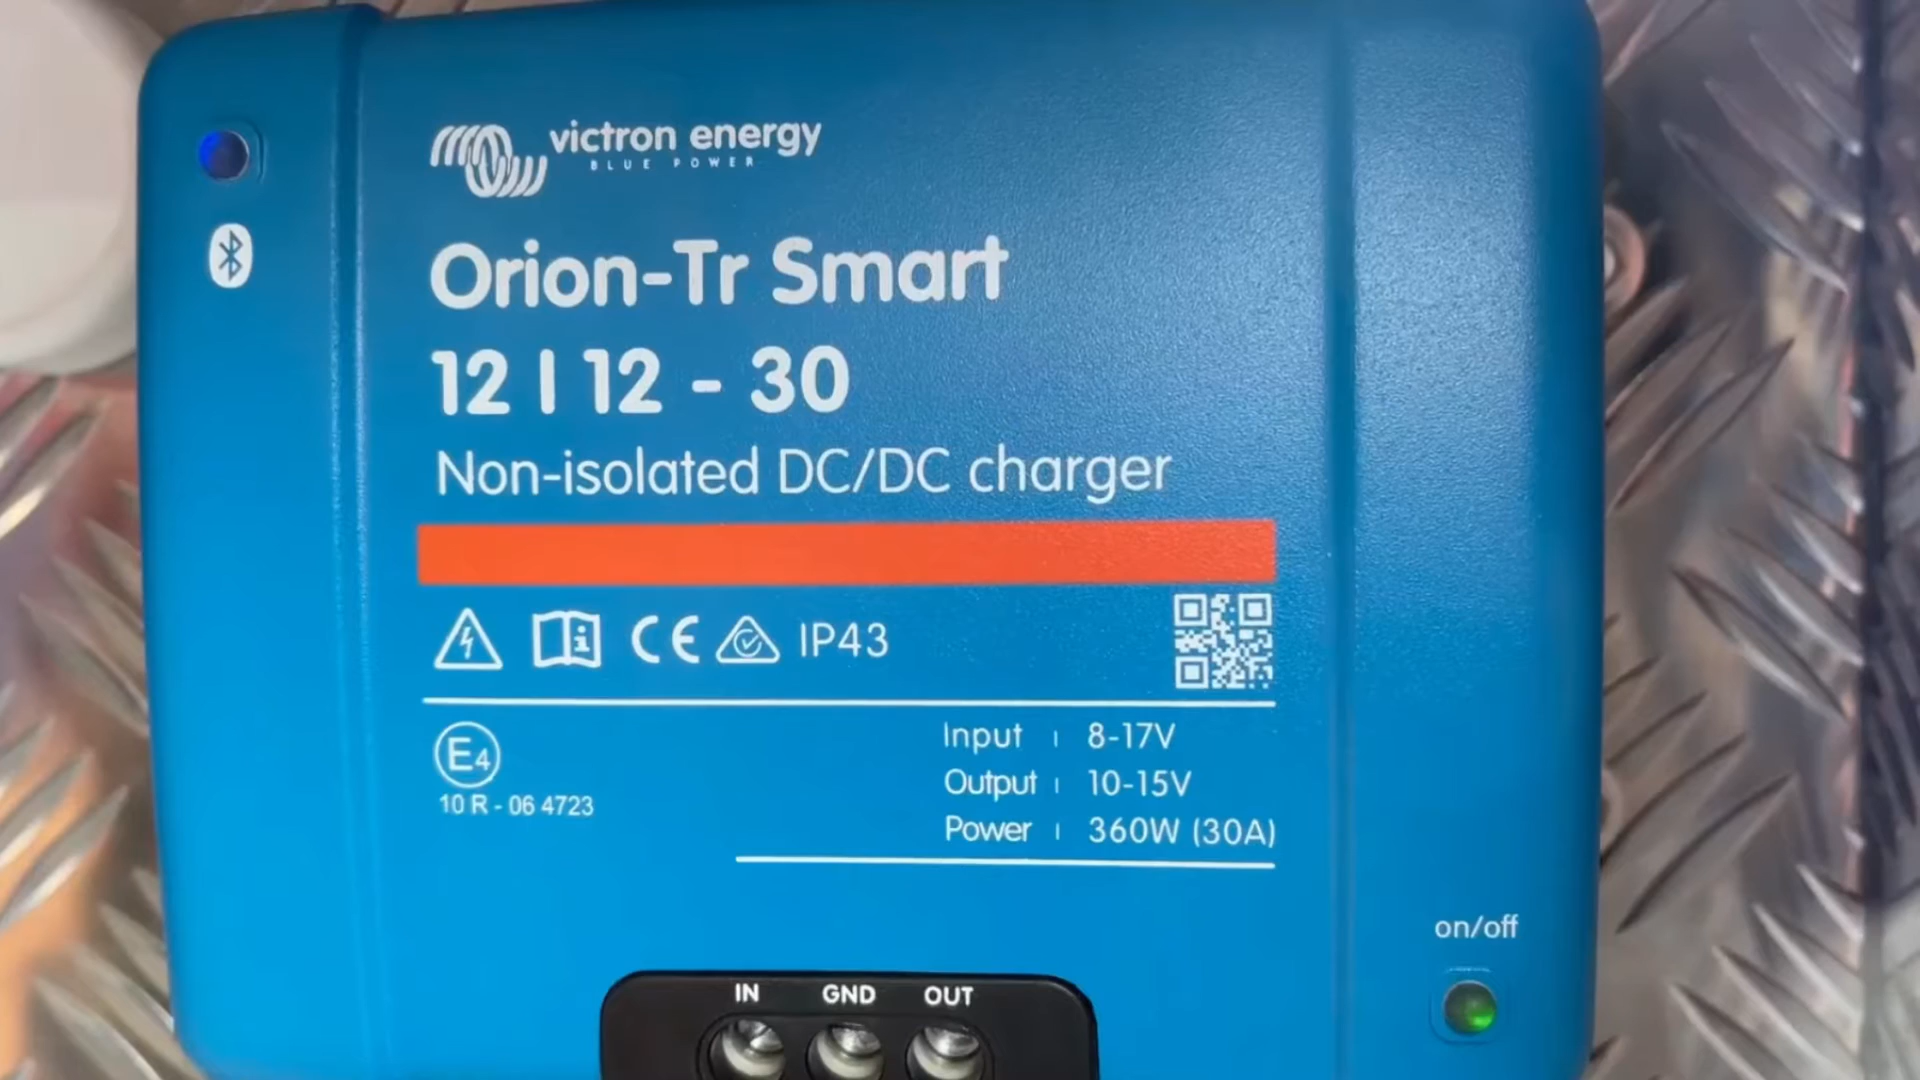 victron energy
BLUE POWER
Orion-Tr Smart
12 | 12 - 30
Non-isolated DC/DC charger
CE IP43
E4
10 R - 06 4723
Input | 8-17V
Output | 10-15V
Power | 360W (30A)
on/off
IN GND OUT